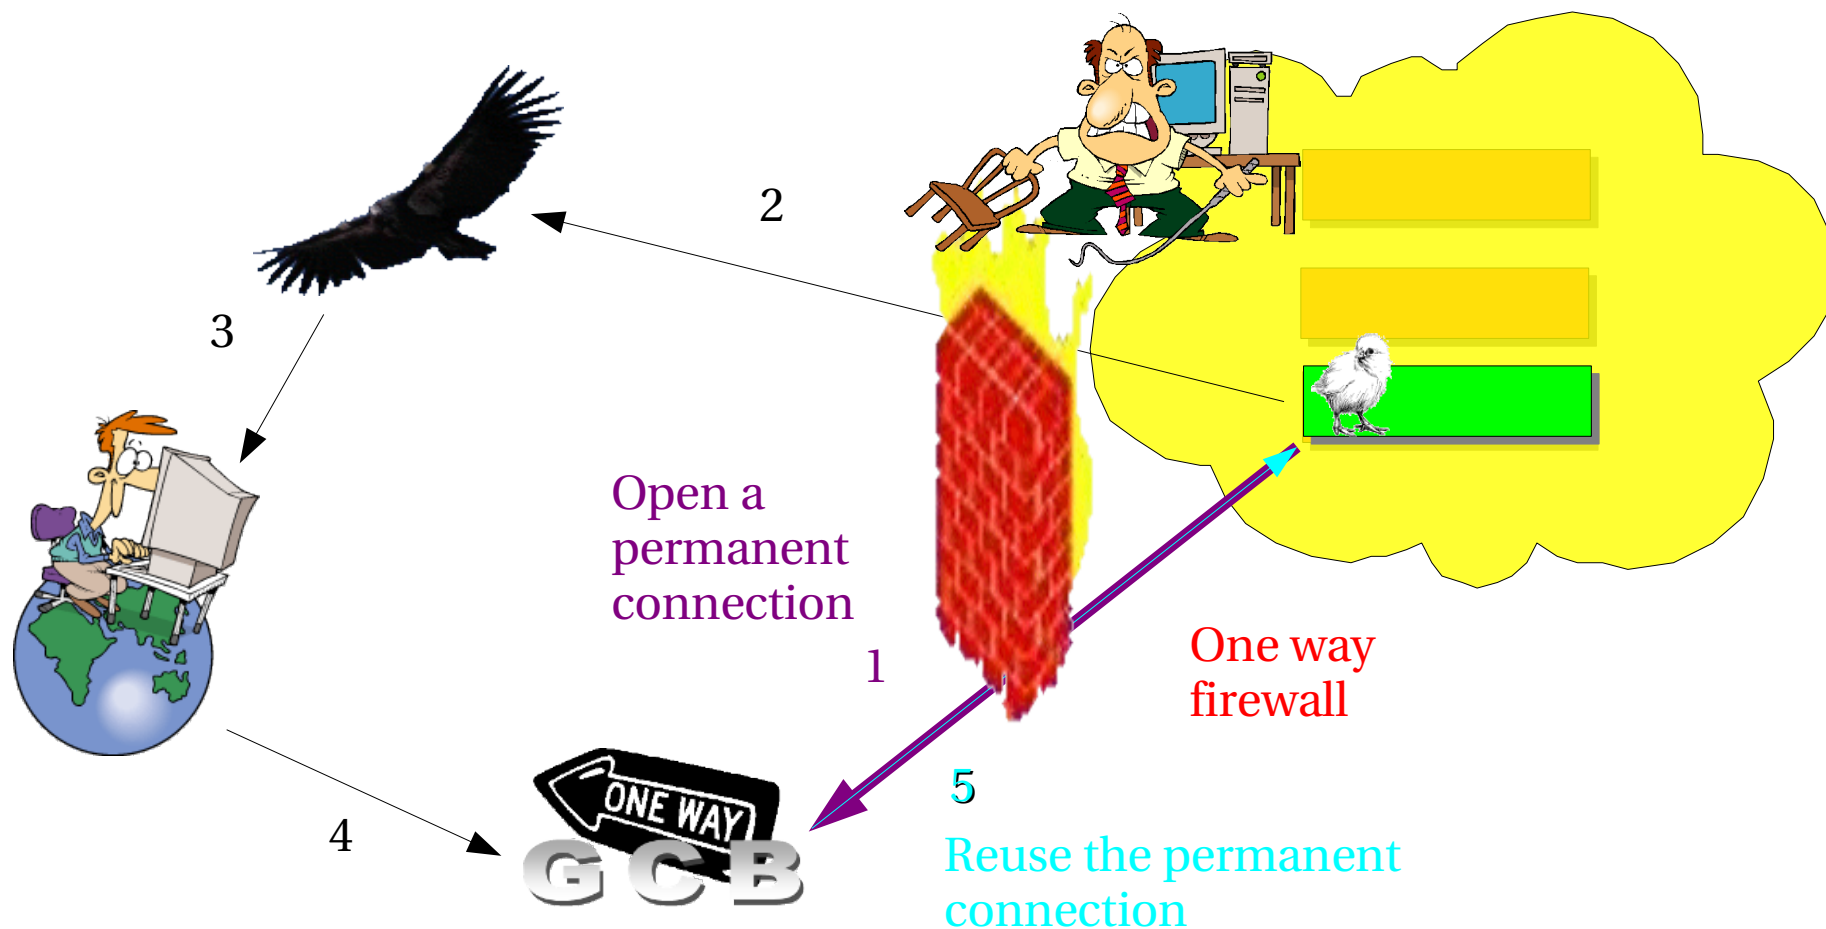 2
3
Open a
permanent
connection
1
One way
firewall
ONE WAY
GCB
4
5
Reuse the permanent
connection